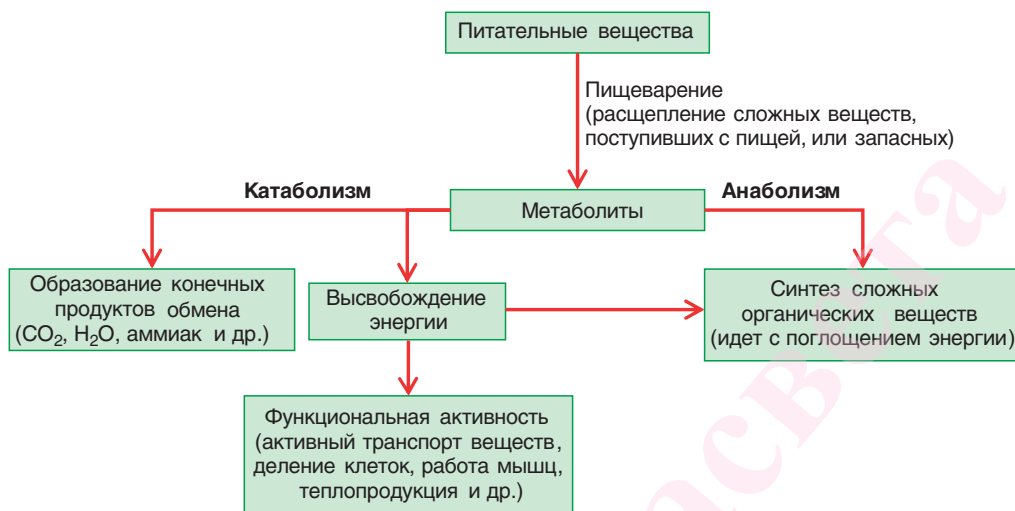 Питательные вещества
Пищеварение
(расщепление сложных веществ,
поступивших с пищей, или запасных)
Катаболизм
Анаболизм
Метаболиты
Образование конечных
продуктов обмена
(CO₂, H₂O, аммиак и др.)
Высвобождение
энергии
Синтез сложных
органических веществ
(идет с поглощением энергии)
Функциональная активность
(активный транспорт веществ,
деление клеток, работа мышц,
теплопродукция и др.)